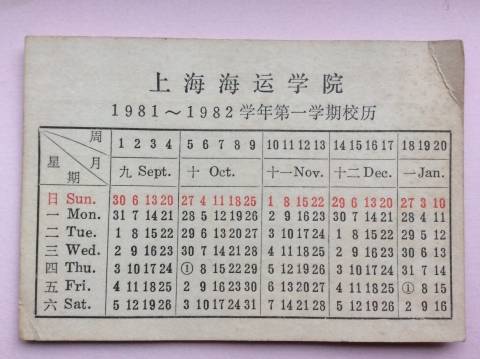 上海海运学院
1981～1982学年第一学期校历
周 1 2 3 4 5 6 7 8 9 10 11 12 13 14 15 16 17 18 19 20
星期 月 九 Sept. 十 Oct. 十一Nov. 十二Dec. 一Jan.
日 Sun. 30 6 13 20 27 4 11 18 25 1 8 15 22 29 6 13 20 27 3 10
一 Mon. 31 7 14 21 28 5 12 19 26 2 9 16 23 30 7 14 21 28 4 11
二 Tue. 1 8 15 22 29 6 13 20 27 3 10 17 24 1 8 15 22 29 5 12
三 Wed. 2 9 16 23 30 7 14 21 28 4 11 18 25 2 9 16 23 30 6 13
四 Thu. 3 10 17 24 ① 8 15 22 29 5 12 19 26 3 10 17 24 31 7 14
五 Fri. 4 11 18 25 2 9 16 23 30 6 13 20 27 4 11 18 25 ① 8 15
六 Sat. 5 12 19 26 3 10 17 24 31 7 14 21 28 5 12 19 26 2 9 16